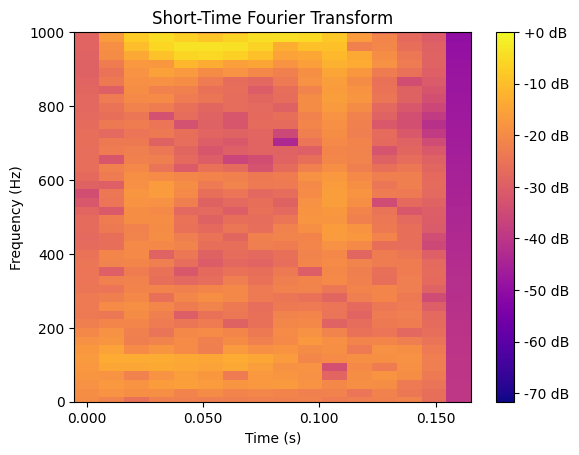 Short-Time Fourier Transform
1000
800
600
400
200
0
Frequency (Hz)
0.000
0.050
0.100
0.150
Time (s)
+0 dB
-10 dB
-20 dB
-30 dB
-40 dB
-50 dB
-60 dB
-70 dB